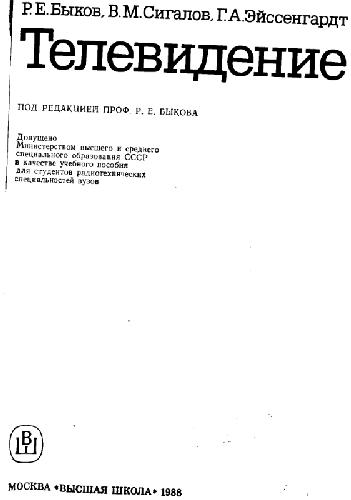 Р.Е.Быков, В.М.Сигалов, Г.А.Эйссенгардт
Телевидение
ПОД РЕДАКЦИЕЙ ПРОФ. Р. Е. БЫКОВА
Допущено
Министерством высшего и среднего
специального образования СССР
в качестве учебного пособия
для студентов радиотехнических
специальностей вузов
В
Ш
МОСКВА «ВЫСШАЯ ШКОЛА» 1988